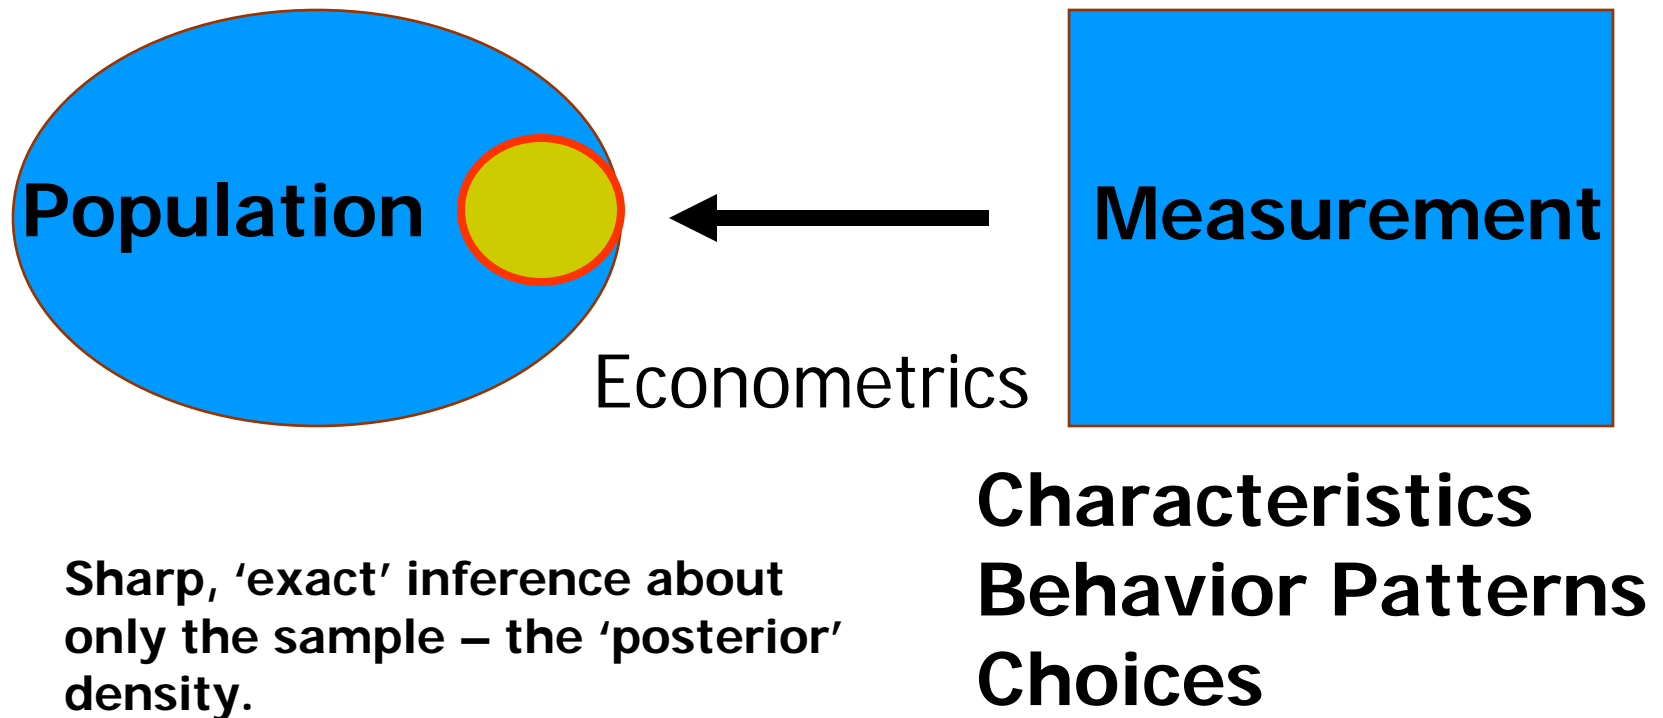 Population
Measurement
Econometrics
Characteristics
Behavior Patterns
Choices
Sharp, ‘exact’ inference about
only the sample – the ‘posterior’
density.